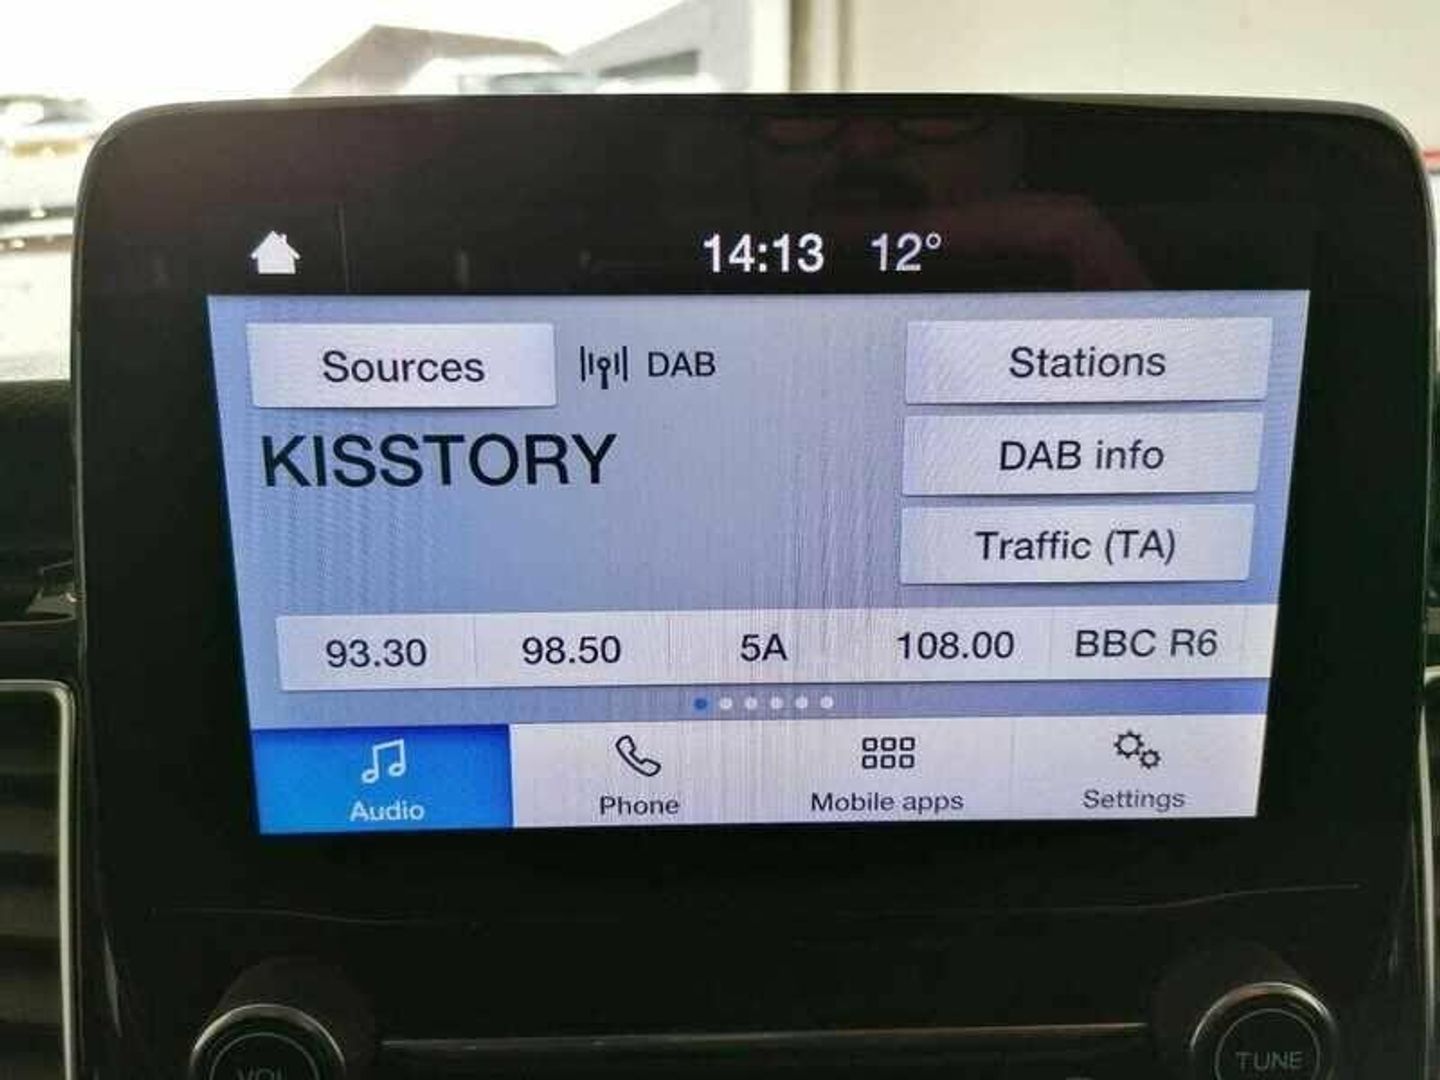 14:13 12°
Sources DAB Stations
KISSTORY DAB info
Traffic (TA)
93.30 98.50 5A 108.00 BBC R6
Audio Phone Mobile apps Settings
VOL TUNE